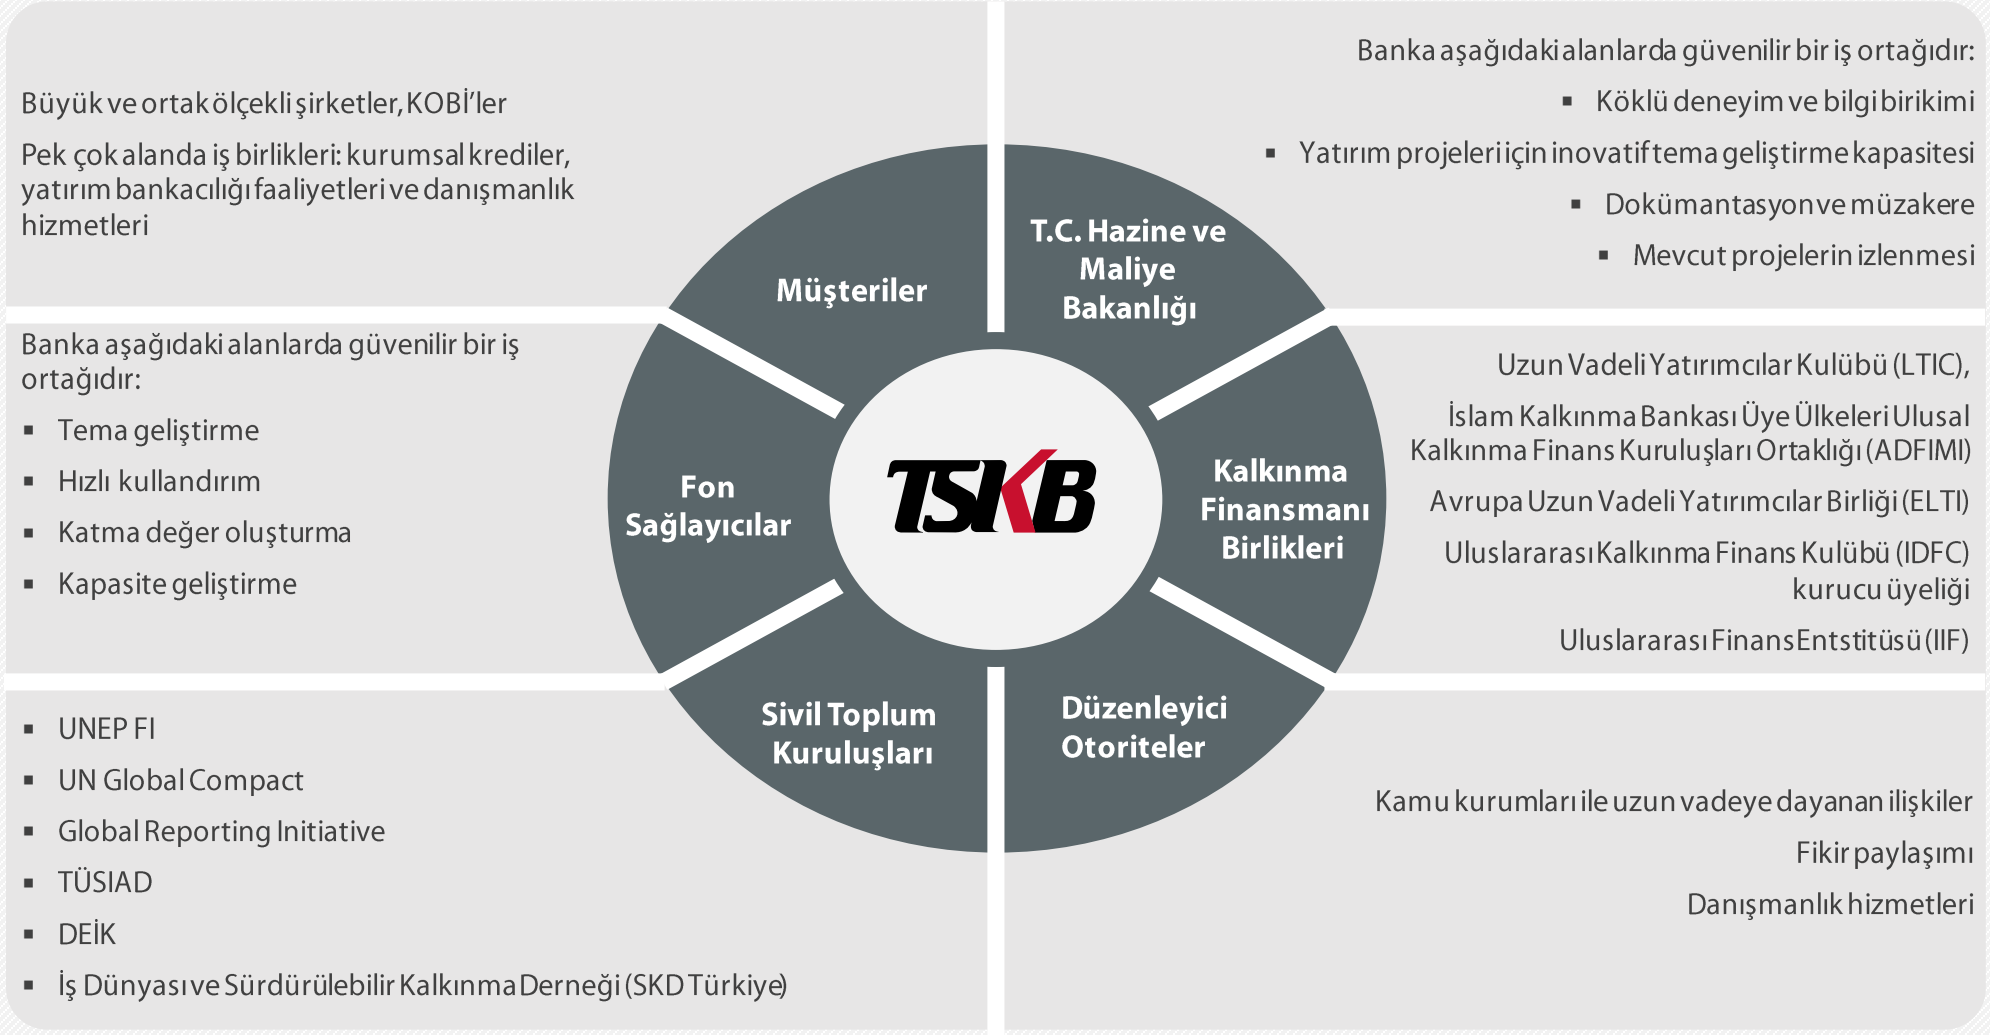 Büyük ve ortak ölçekli şirketler, KOBİ’ler
Pek çok alanda iş birlikleri: kurumsal krediler,
yatırım bankacılığı faaliyetleri ve danışmanlık
hizmetleri
Banka aşağıdaki alanlarda güvenilir bir iş ortağıdır:
▪ Köklü deneyim ve bilgi birikimi
▪ Yatırım projeleri için inovatif tema geliştirme kapasitesi
▪ Dokümantasyon ve müzakere
▪ Mevcut projelerin izlenmesi
Müşteriler
T.C. Hazine ve
Maliye
Bakanlığı
Banka aşağıdaki alanlarda güvenilir bir iş
ortağıdır:
▪ Tema geliştirme
▪ Hızlı kullandırım
▪ Katma değer oluşturma
▪ Kapasite geliştirme
Fon
Sağlayıcılar
TSKB
Kalkınma
Finansmanı
Birlikleri
Uzun Vadeli Yatırımcılar Kulübü (LTIC),
İslam Kalkınma Bankası Üye Ülkeleri Ulusal
Kalkınma Finans Kuruluşları Ortaklığı (ADFIMI)
Avrupa Uzun Vadeli Yatırımcılar Birliği (ELTI)
Uluslararası Kalkınma Finans Kulübü (IDFC)
kurucu üyeliği
Uluslararası Finans Entstitüsü (IIF)
Sivil Toplum
Kuruluşları
Düzenleyici
Otoriteler
▪ UNEP FI
▪ UN Global Compact
▪ Global Reporting Initiative
▪ TÜSIAD
▪ DEİK
▪ İş Dünyası ve Sürdürülebilir Kalkınma Derneği (SKD Türkiye)
Kamu kurumları ile uzun vadeye dayanan ilişkiler
Fikir paylaşımı
Danışmanlık hizmetleri